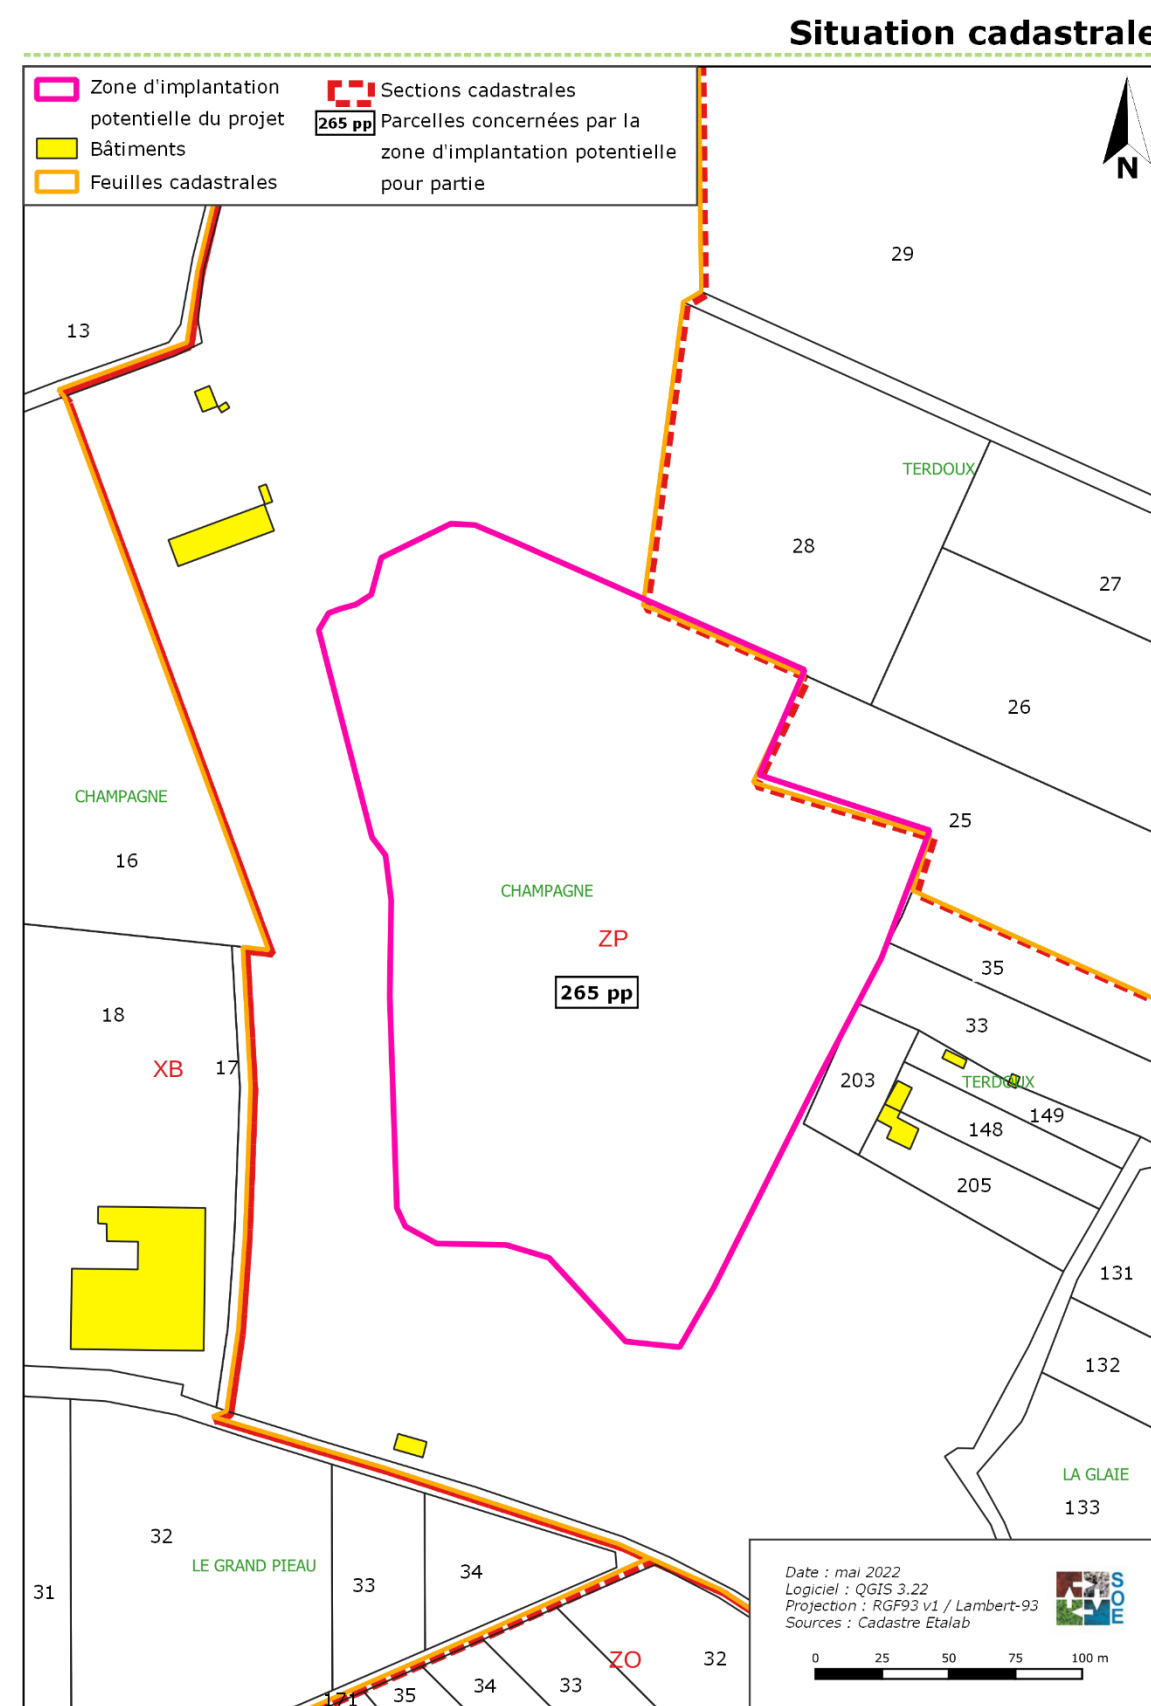 Situation cadastrale
Zone d'implantation
potentielle du projet
Bâtiments
Feuilles cadastrales
Sections cadastrales
265 pp
Parcelles concernées par la
zone d'implantation potentielle
pour partie
N
29
13
TERDOUX
28
27
26
CHAMPAGNE
25
16
CHAMPAGNE
ZP
35
265 pp
18
33
XB
17
203
TERDOUX
149
148
205
131
132
LA GLAIE
133
32
LE GRAND PIEAU
34
33
31
ZO
32
34
33
35
171
Date : mai 2022
Logiciel : QGIS 3.22
Projection : RGF93 v1 / Lambert-93
Sources : Cadastre Etalab
SOE
0 25 50 75 100 m